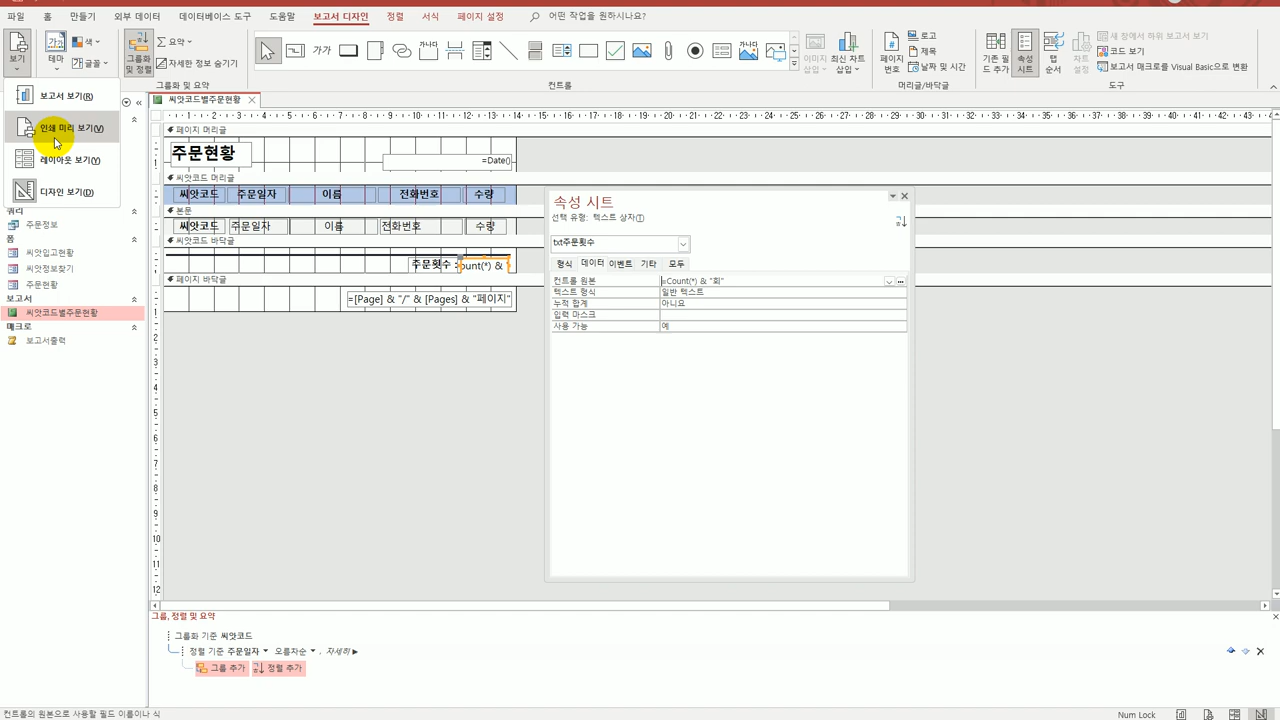 파일 홈 만들기 외부 데이터 데이터베이스 도구 도움말 보고서 디자인 정렬 서식 페이지 설정 어떤 작업을 원하시나요?
보기 테마 색 글꼴 그룹화 및 정렬 요약 자세한 정보 숨기기
가가 가나다 가나다 이미지 삽입 최신 차트 삽입 페이지 번호 로고 제목 날짜 및 시간
기존 필드 추가 속성 시트 탭 순서 차트 설정 새 창에서 하위 보고서 보기 코드 보기 보고서 매크로를 Visual Basic으로 변환
그룹화 및 요약 컨트롤 머리글/바닥글 도구
보고서 보기(R)
인쇄 미리 보기(V)
레이아웃 보기(Y)
디자인 보기(D)
쿼리
주문정보
폼
씨앗입고현황
씨앗정보찾기
주문현황
보고서
씨앗코드별주문현황
매크로
보고서출력
씨앗코드별주문현황
페이지 머리글
주문현황 =Date()
씨앗코드 머리글
씨앗코드 주문일자 이름 전화번호 수량
본문
씨앗코드 주문일자 이름 전화번호 수량
씨앗코드 바닥글
주문횟수 : ount(*) & "
페이지 바닥글
=[Page] & "/" & [Pages] & "페이지"
속성 시트
선택 유형: 텍스트 상자(T)
txt주문횟수
형식 데이터 이벤트 기타 모두
컨트롤 원본 =Count(*) & "회"
텍스트 형식 일반 텍스트
누적 합계 아니요
입력 마스크
사용 가능 예
그룹, 정렬 및 요약
그룹화 기준 씨앗코드
정렬 기준 주문일자 오름차순 , 자세히
그룹 추가 정렬 추가
컨트롤의 원본으로 사용할 필드 이름이나 식 Num Lock